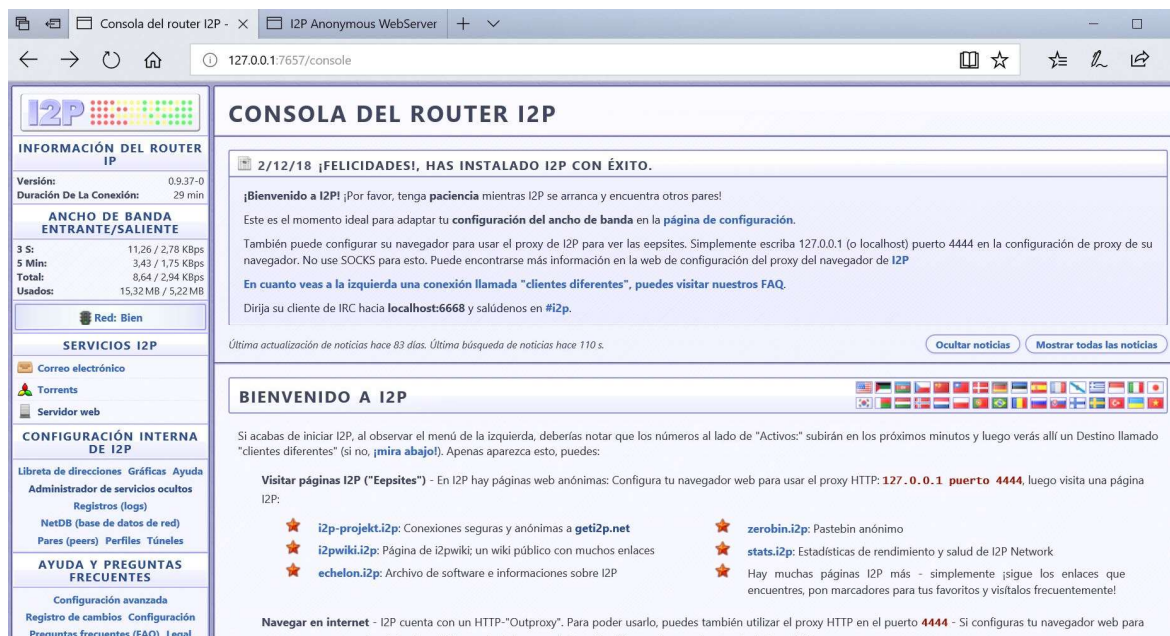 Consola del router I2P -
I2P Anonymous WebServer
127.0.0.1:7657/console
I2P
INFORMACIÓN DEL ROUTER
IP
Versión: 0.9.37-0
Duración De La Conexión: 29 min
ANCHO DE BANDA
ENTRANTE/SALIENTE
3 S: 11,26 / 2,78 KBps
5 Min: 3,43 / 1,75 KBps
Total: 8,64 / 2,94 KBps
Usados: 15,32 MB / 5,22 MB
Red: Bien
SERVICIOS I2P
Correo electrónico
Torrents
Servidor web
CONFIGURACIÓN INTERNA
DE I2P
Libreta de direcciones Gráficas Ayuda
Administrador de servicios ocultos
Registros (logs)
NetDB (base de datos de red)
Pares (peers) Perfiles Túneles
AYUDA Y PREGUNTAS
FRECUENTES
Configuración avanzada
Registro de cambios Configuración
Preguntas frecuentes (FAQ) Legal
CONSOLA DEL ROUTER I2P
2/12/18 ¡FELICIDADES!, HAS INSTALADO I2P CON ÉXITO.
¡Bienvenido a I2P! ¡Por favor, tenga paciencia mientras I2P se arranca y encuentra otros pares!
Este es el momento ideal para adaptar tu configuración del ancho de banda en la página de configuración.
También puede configurar su navegador para usar el proxy de I2P para ver las eepsites. Simplemente escriba 127.0.0.1 (o localhost) puerto 4444 en la configuración de proxy de su
navegador. No use SOCKS para esto. Puede encontrarse más información en la web de configuración del proxy del navegador de I2P
En cuanto veas a la izquierda una conexión llamada "clientes diferentes", puedes visitar nuestros FAQ.
Dirija su cliente de IRC hacia localhost:6668 y salúdenos en #i2p.
Última actualización de noticias hace 83 días. Última búsqueda de noticias hace 110 s.
Ocultar noticias
Mostrar todas las noticias
BIENVENIDO A I2P
Si acabas de iniciar I2P, al observar el menú de la izquierda, deberías notar que los números al lado de "Activos:" subirán en los próximos minutos y luego verás allí un Destino llamado
"clientes diferentes" (si no, ¡mira abajo!). Apenas aparezca esto, puedes:
Visitar páginas I2P ("Eepsites") - En I2P hay páginas web anónimas: Configura tu navegador web para usar el proxy HTTP: 127.0.0.1 puerto 4444, luego visita una página
I2P:
i2p-projekt.i2p: Conexiones seguras y anónimas a geti2p.net
i2pwiki.i2p: Página de i2pwiki; un wiki público con muchos enlaces
echelon.i2p: Archivo de software e informaciones sobre I2P
zerobin.i2p: Pastebin anónimo
stats.i2p: Estadísticas de rendimiento y salud de I2P Network
Hay muchas páginas I2P más - simplemente ¡sigue los enlaces que
encuentres, pon marcadores para tus favoritos y visítalos frecuentemente!
Navegar en internet - I2P cuenta con un HTTP-"Outproxy". Para poder usarlo, puedes también utilizar el proxy HTTP en el puerto 4444 - Si configuras tu navegador web para